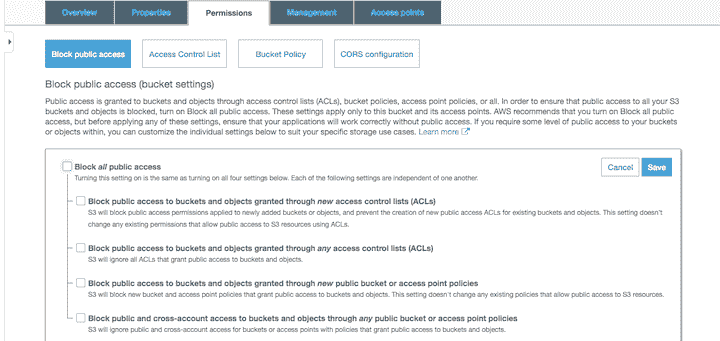 Overview Properties Permissions Management Access points
Block public access Access Control List Bucket Policy CORS configuration
Block public access (bucket settings)
Public access is granted to buckets and objects through access control lists (ACLs), bucket policies, access point policies, or all. In order to ensure that public access to all your S3
buckets and objects is blocked, turn on Block all public access. These settings apply only to this bucket and its access points. AWS recommends that you turn on Block all public
access, but before applying any of these settings, ensure that your applications will work correctly without public access. If you require some level of public access to your buckets
or objects within, you can customize the individual settings below to suit your specific storage use cases. Learn more
Block all public access Cancel Save
Turning this setting on is the same as turning on all four settings below. Each of the following settings are independent of one another.
Block public access to buckets and objects granted through new access control lists (ACLs)
S3 will block public access permissions applied to newly added buckets or objects, and prevent the creation of new public access ACLs for existing buckets and objects. This setting doesn't
change any existing permissions that allow public access to S3 resources using ACLs.
Block public access to buckets and objects granted through any access control lists (ACLs)
S3 will ignore all ACLs that grant public access to buckets and objects.
Block public access to buckets and objects granted through new public bucket or access point policies
S3 will block new bucket and access point policies that grant public access to buckets and objects. This setting doesn't change any existing policies that allow public access to S3 resources.
Block public and cross-account access to buckets and objects through any public bucket or access point policies
S3 will ignore public and cross-account access for buckets or access points with policies that grant public access to buckets and objects.